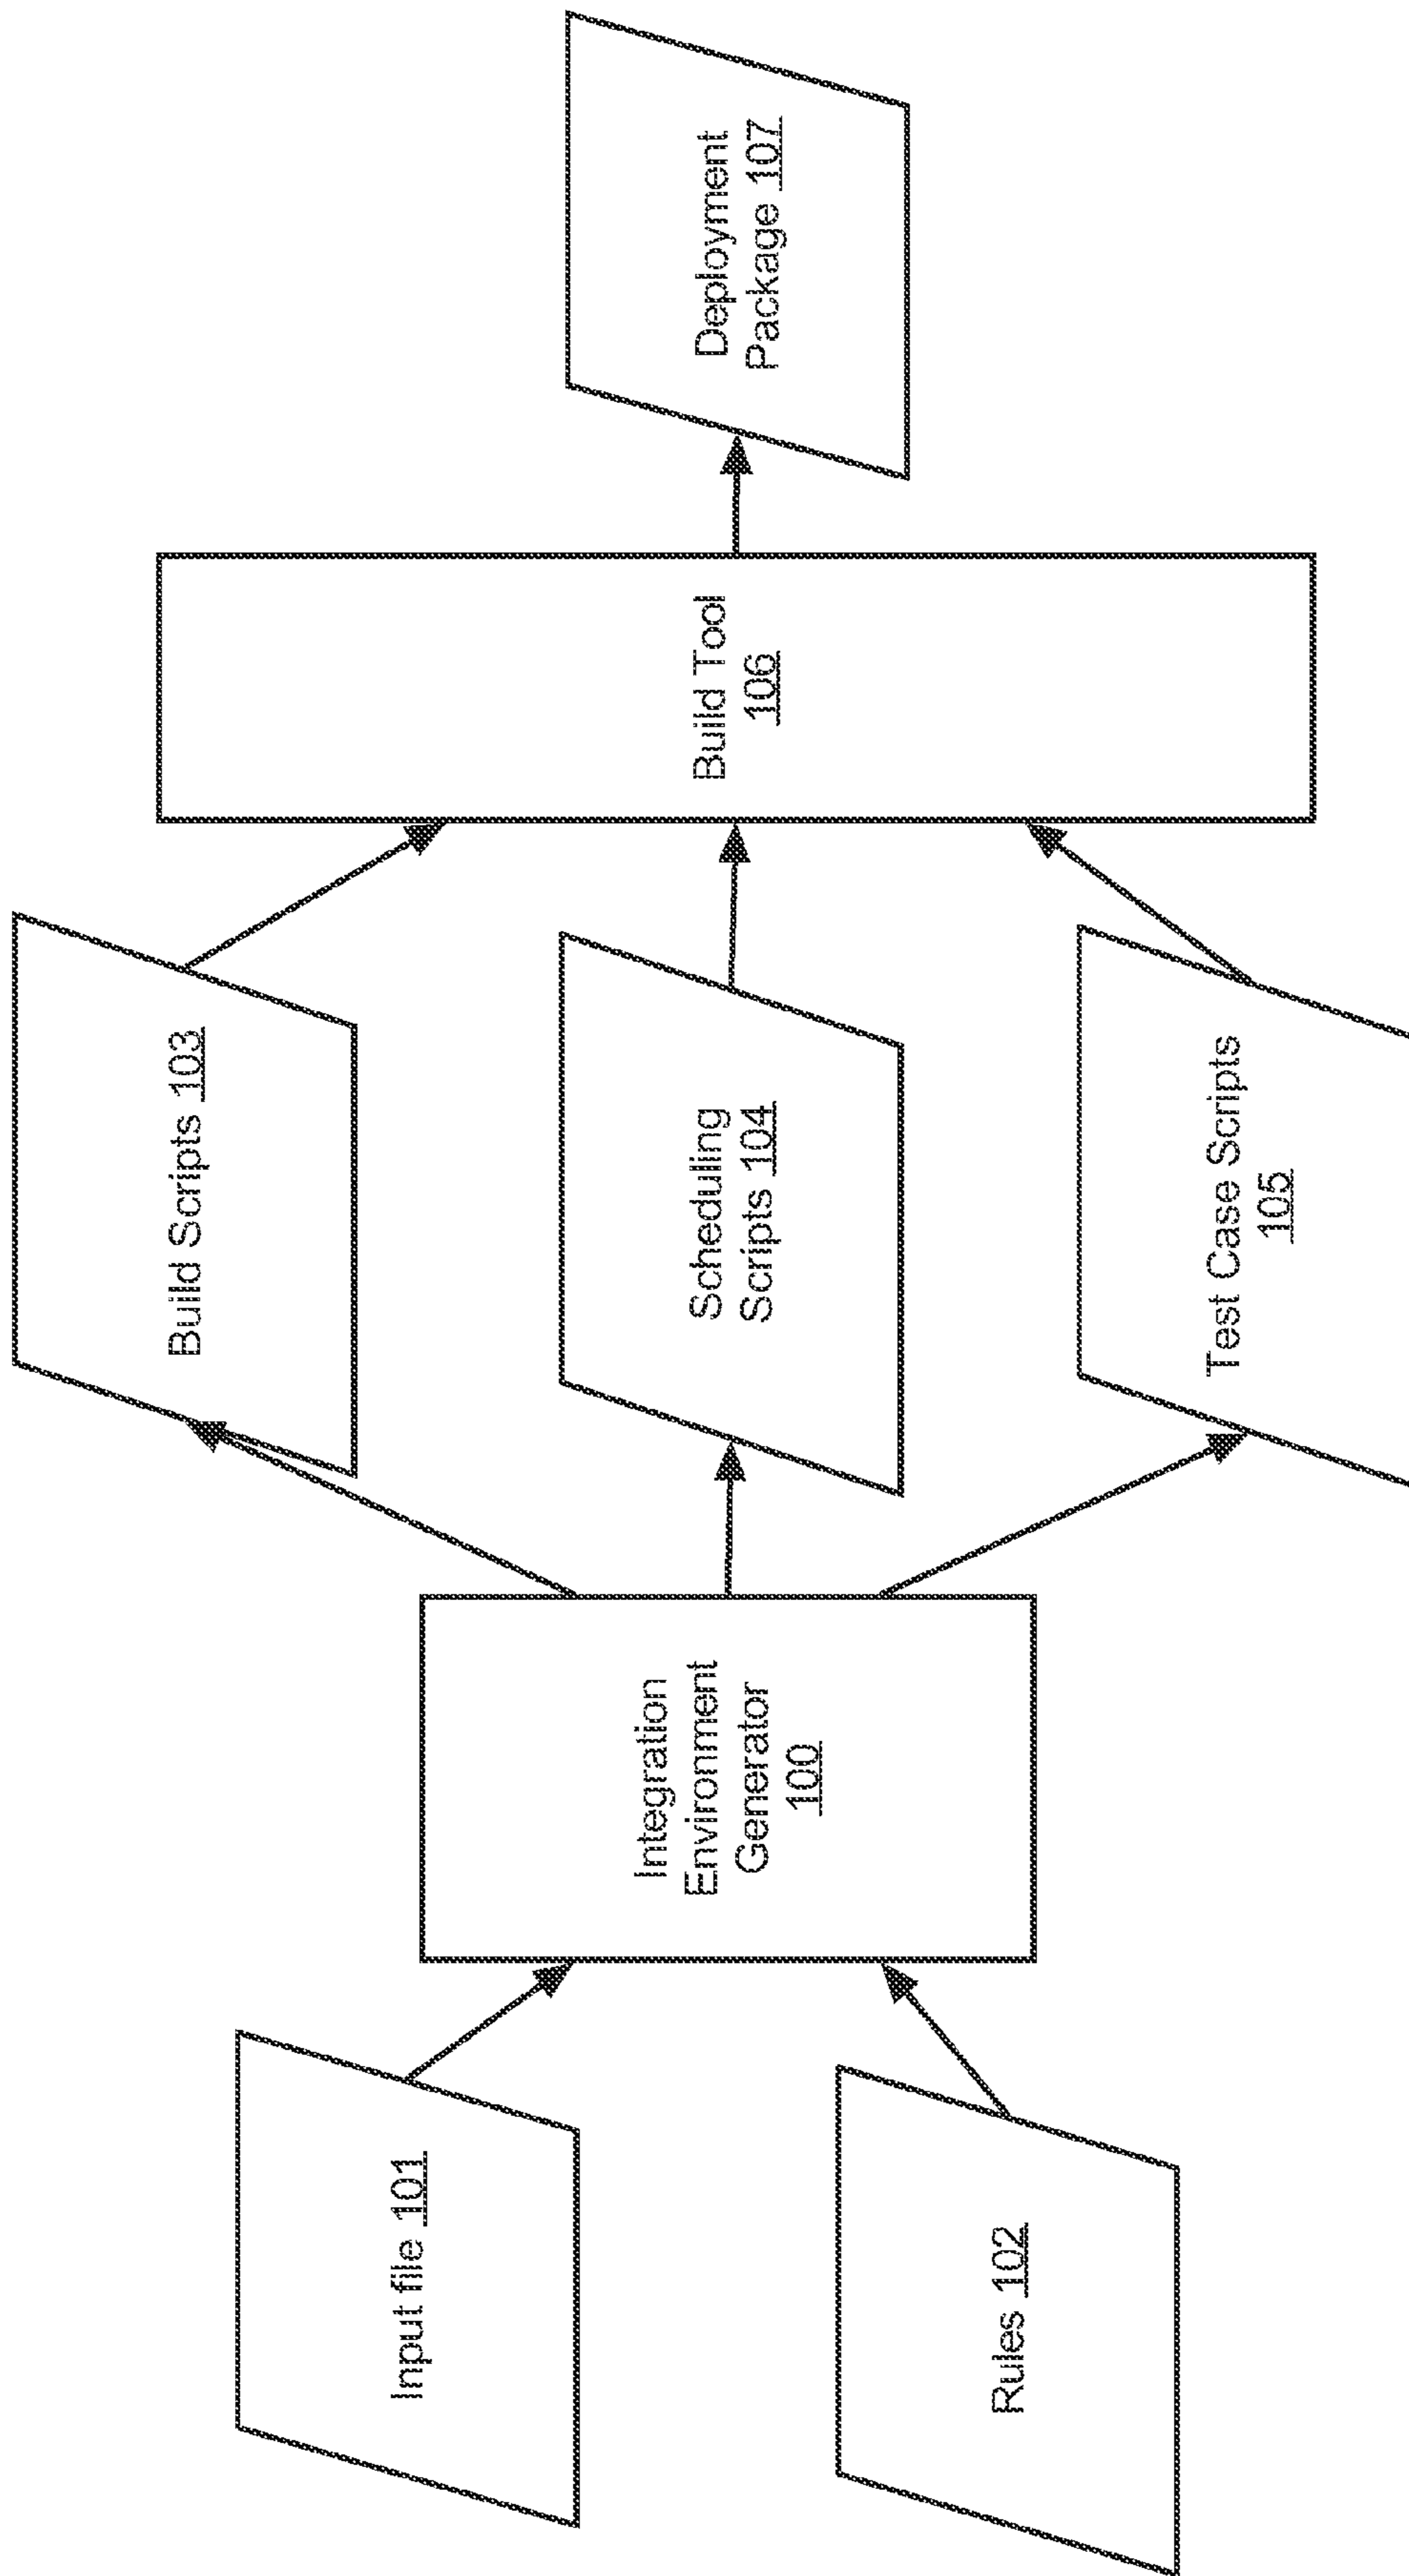 Input file 101
Rules 102
Integration
Environment
Generator
100
Build Scripts 103
Scheduling
Scripts 104
Test Case Scripts
105
Build Tool
106
Deployment
Package 107